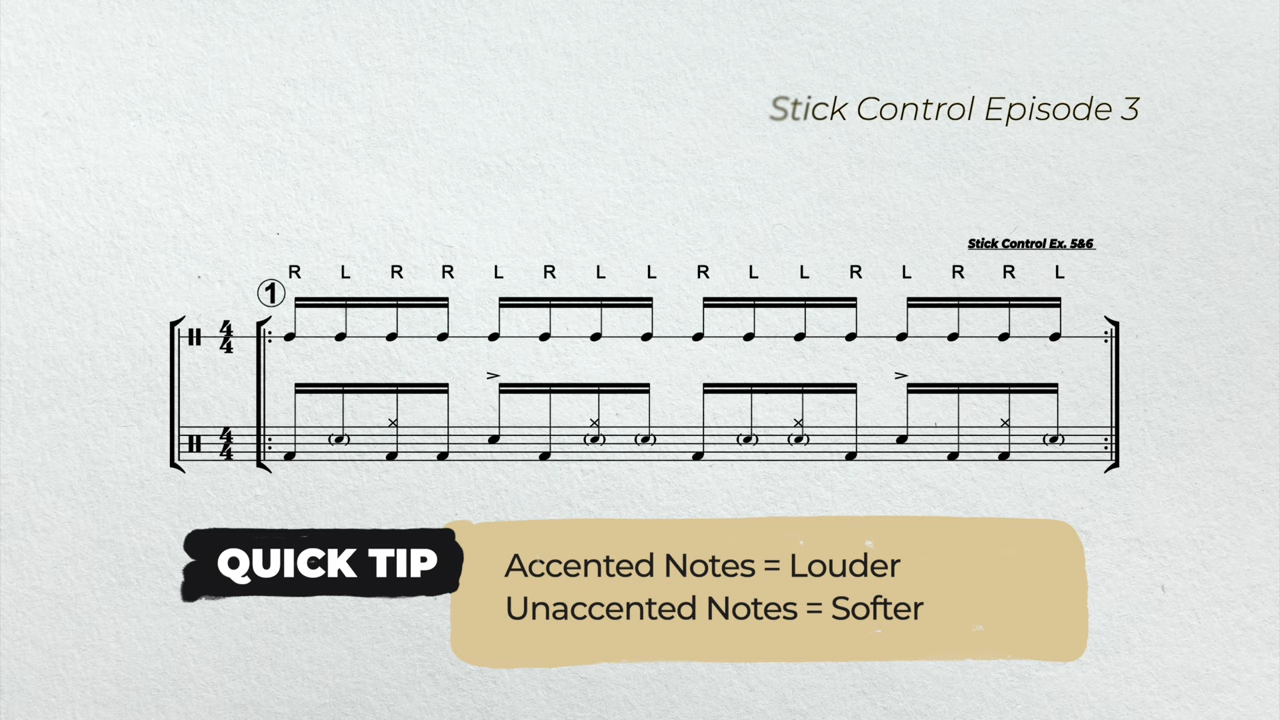 Stick Control Episode 3
Stick Control Ex. 5&6
R L R R L R L L R L L R L R R L
1
4
4
4
4
QUICK TIP
Accented Notes = Louder
Unaccented Notes = Softer